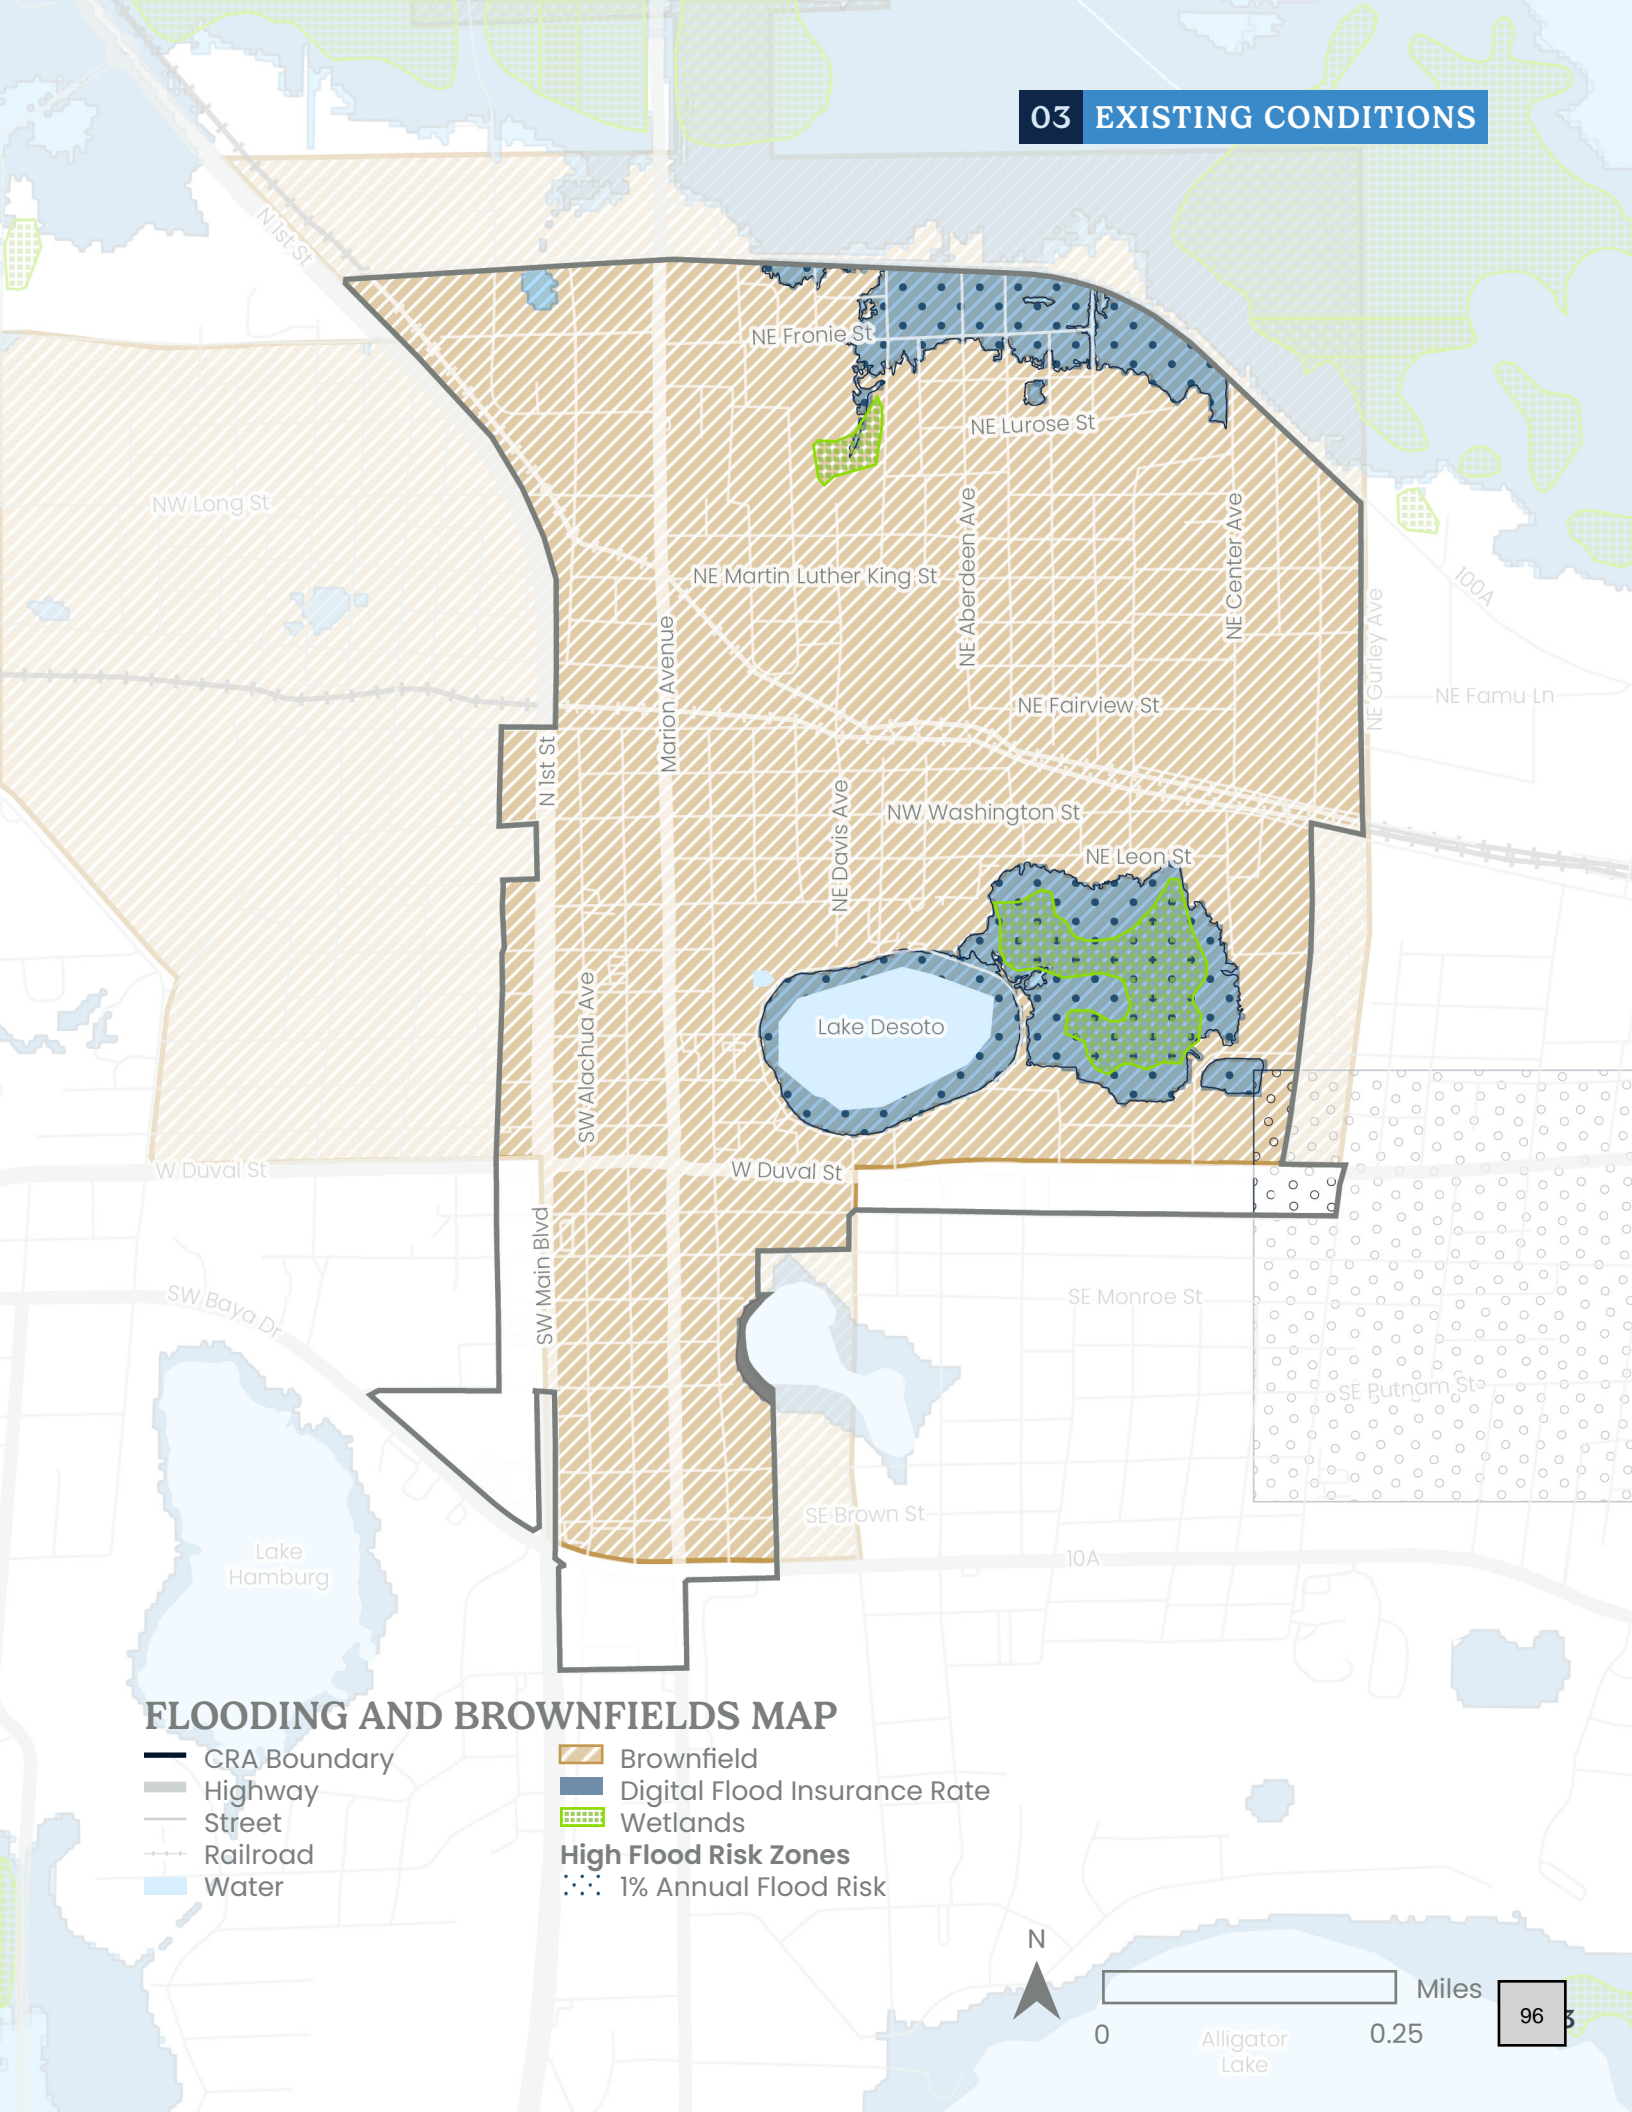 03 EXISTING CONDITIONS
N 1st St
NE Fronie St
NE Lurose St
NW Long St
NE Martin Luther King St
NE Aberdeen Ave
NE Center Ave
100A
NE Gurley Ave
Marion Avenue
NE Fairview St
NE Famu Ln
N 1st St
NE Davis Ave
NW Washington St
NE Leon St
SW Alachua Ave
Lake Desoto
W Duval St
W Duval St
SW Main Blvd
SW Baya Dr
SE Monroe St
SE Putnam St
SE Brown St
Lake
Hamburg
10A
FLOODING AND BROWNFIELDS MAP
CRA Boundary
Highway
Street
Railroad
Water
Brownfield
Digital Flood Insurance Rate
Wetlands
High Flood Risk Zones
1% Annual Flood Risk
N
Miles
0 0.25
Alligator
Lake
96